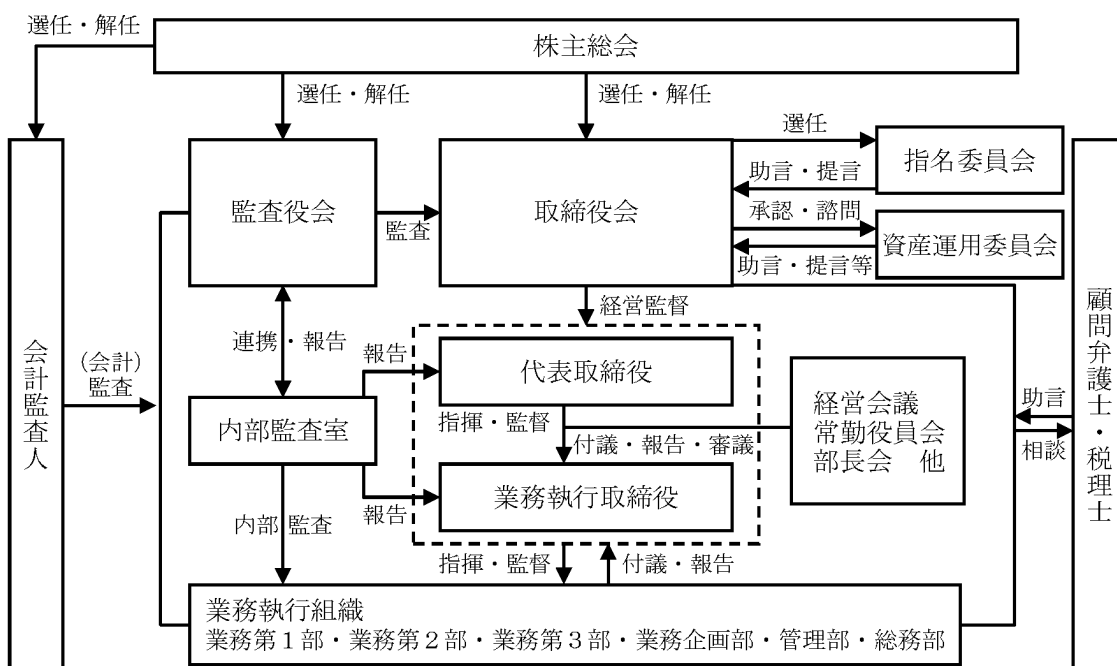 選任・解任
株主総会
選任・解任
選任・解任
選任
指名委員会
助言・提言
監査役会
監査
取締役会
承認・諮問
資産運用委員会
助言・提言等
経営監督
連携・報告
報告
代表取締役
会計監査人
(会計)
監査
内部監査室
指揮・監督
付議・報告・審議
経営会議
常勤役員会
部長会 他
助言
相談
顧問弁護士・税理士
業務執行取締役
報告
内部監査
指揮・監督
付議・報告
業務執行組織
業務第1部・業務第2部・業務第3部・業務企画部・管理部・総務部